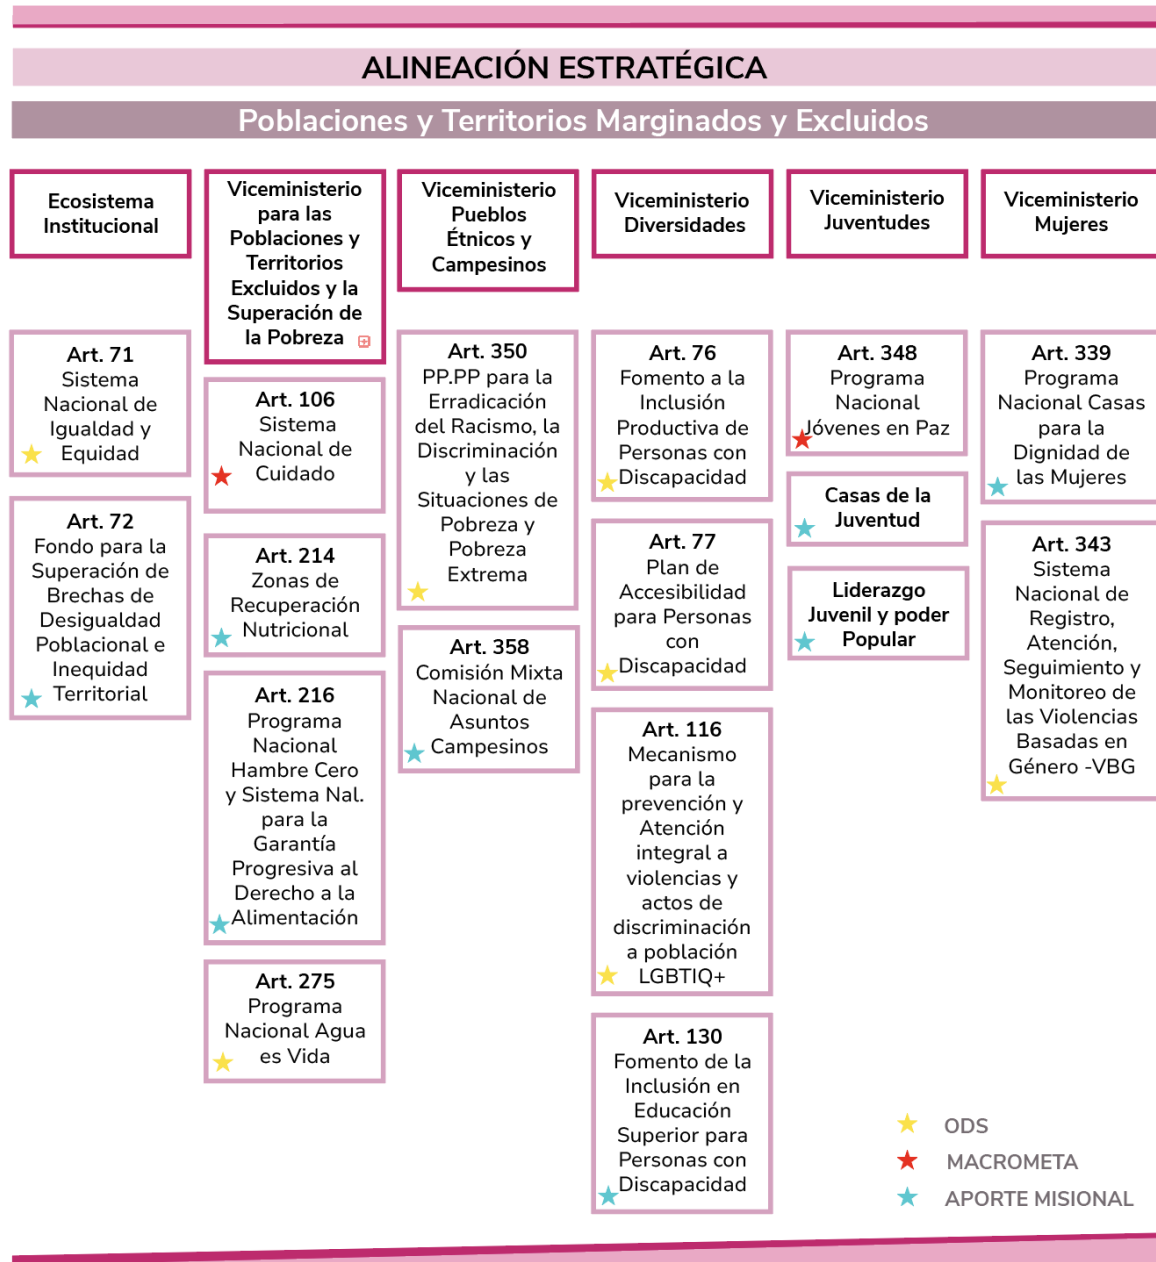 ALINEACIÓN ESTRATÉGICA
Poblaciones y Territorios Marginados y Excluidos
Ecosistema
Institucional
Art. 71
Sistema
Nacional de
Igualdad y
Equidad
Art. 72
Fondo para la
Superación de
Brechas de
Desigualdad
Poblacional e
Inequidad
Territorial
Viceministerio
para las
Poblaciones y
Territorios
Excluidos y la
Superación de
la Pobreza
Art. 106
Sistema
Nacional de
Cuidado
Art. 214
Zonas de
Recuperación
Nutricional
Art. 216
Programa
Nacional
Hambre Cero
y Sistema Nal.
para la
Garantía
Progresiva al
Derecho a la
Alimentación
Art. 275
Programa
Nacional Agua
es Vida
Viceministerio
Pueblos
Étnicos y
Campesinos
Art. 350
PP.PP para la
Erradicación
del Racismo, la
Discriminación
y las
Situaciones de
Pobreza y
Pobreza
Extrema
Art. 358
Comisión Mixta
Nacional de
Asuntos
Campesinos
Viceministerio
Diversidades
Art. 76
Fomento a la
Inclusión
Productiva de
Personas con
Discapacidad
Art. 77
Plan de
Accesibilidad
para Personas
con
Discapacidad
Art. 116
Mecanismo
para la
prevención y
Atención
integral a
violencias y
actos de
discriminación
a población
LGBTIQ+
Art. 130
Fomento de la
Inclusión en
Educación
Superior para
Personas con
Discapacidad
Viceministerio
Juventudes
Art. 348
Programa
Nacional
Jóvenes en Paz
Casas de la
Juventud
Liderazgo
Juvenil y poder
Popular
Viceministerio
Mujeres
Art. 339
Programa
Nacional Casas
para la
Dignidad de
las Mujeres
Art. 343
Sistema
Nacional de
Registro,
Atención,
Seguimiento y
Monitoreo de
las Violencias
Basadas en
Género -VBG
ODS
MACROMETA
APORTE MISIONAL